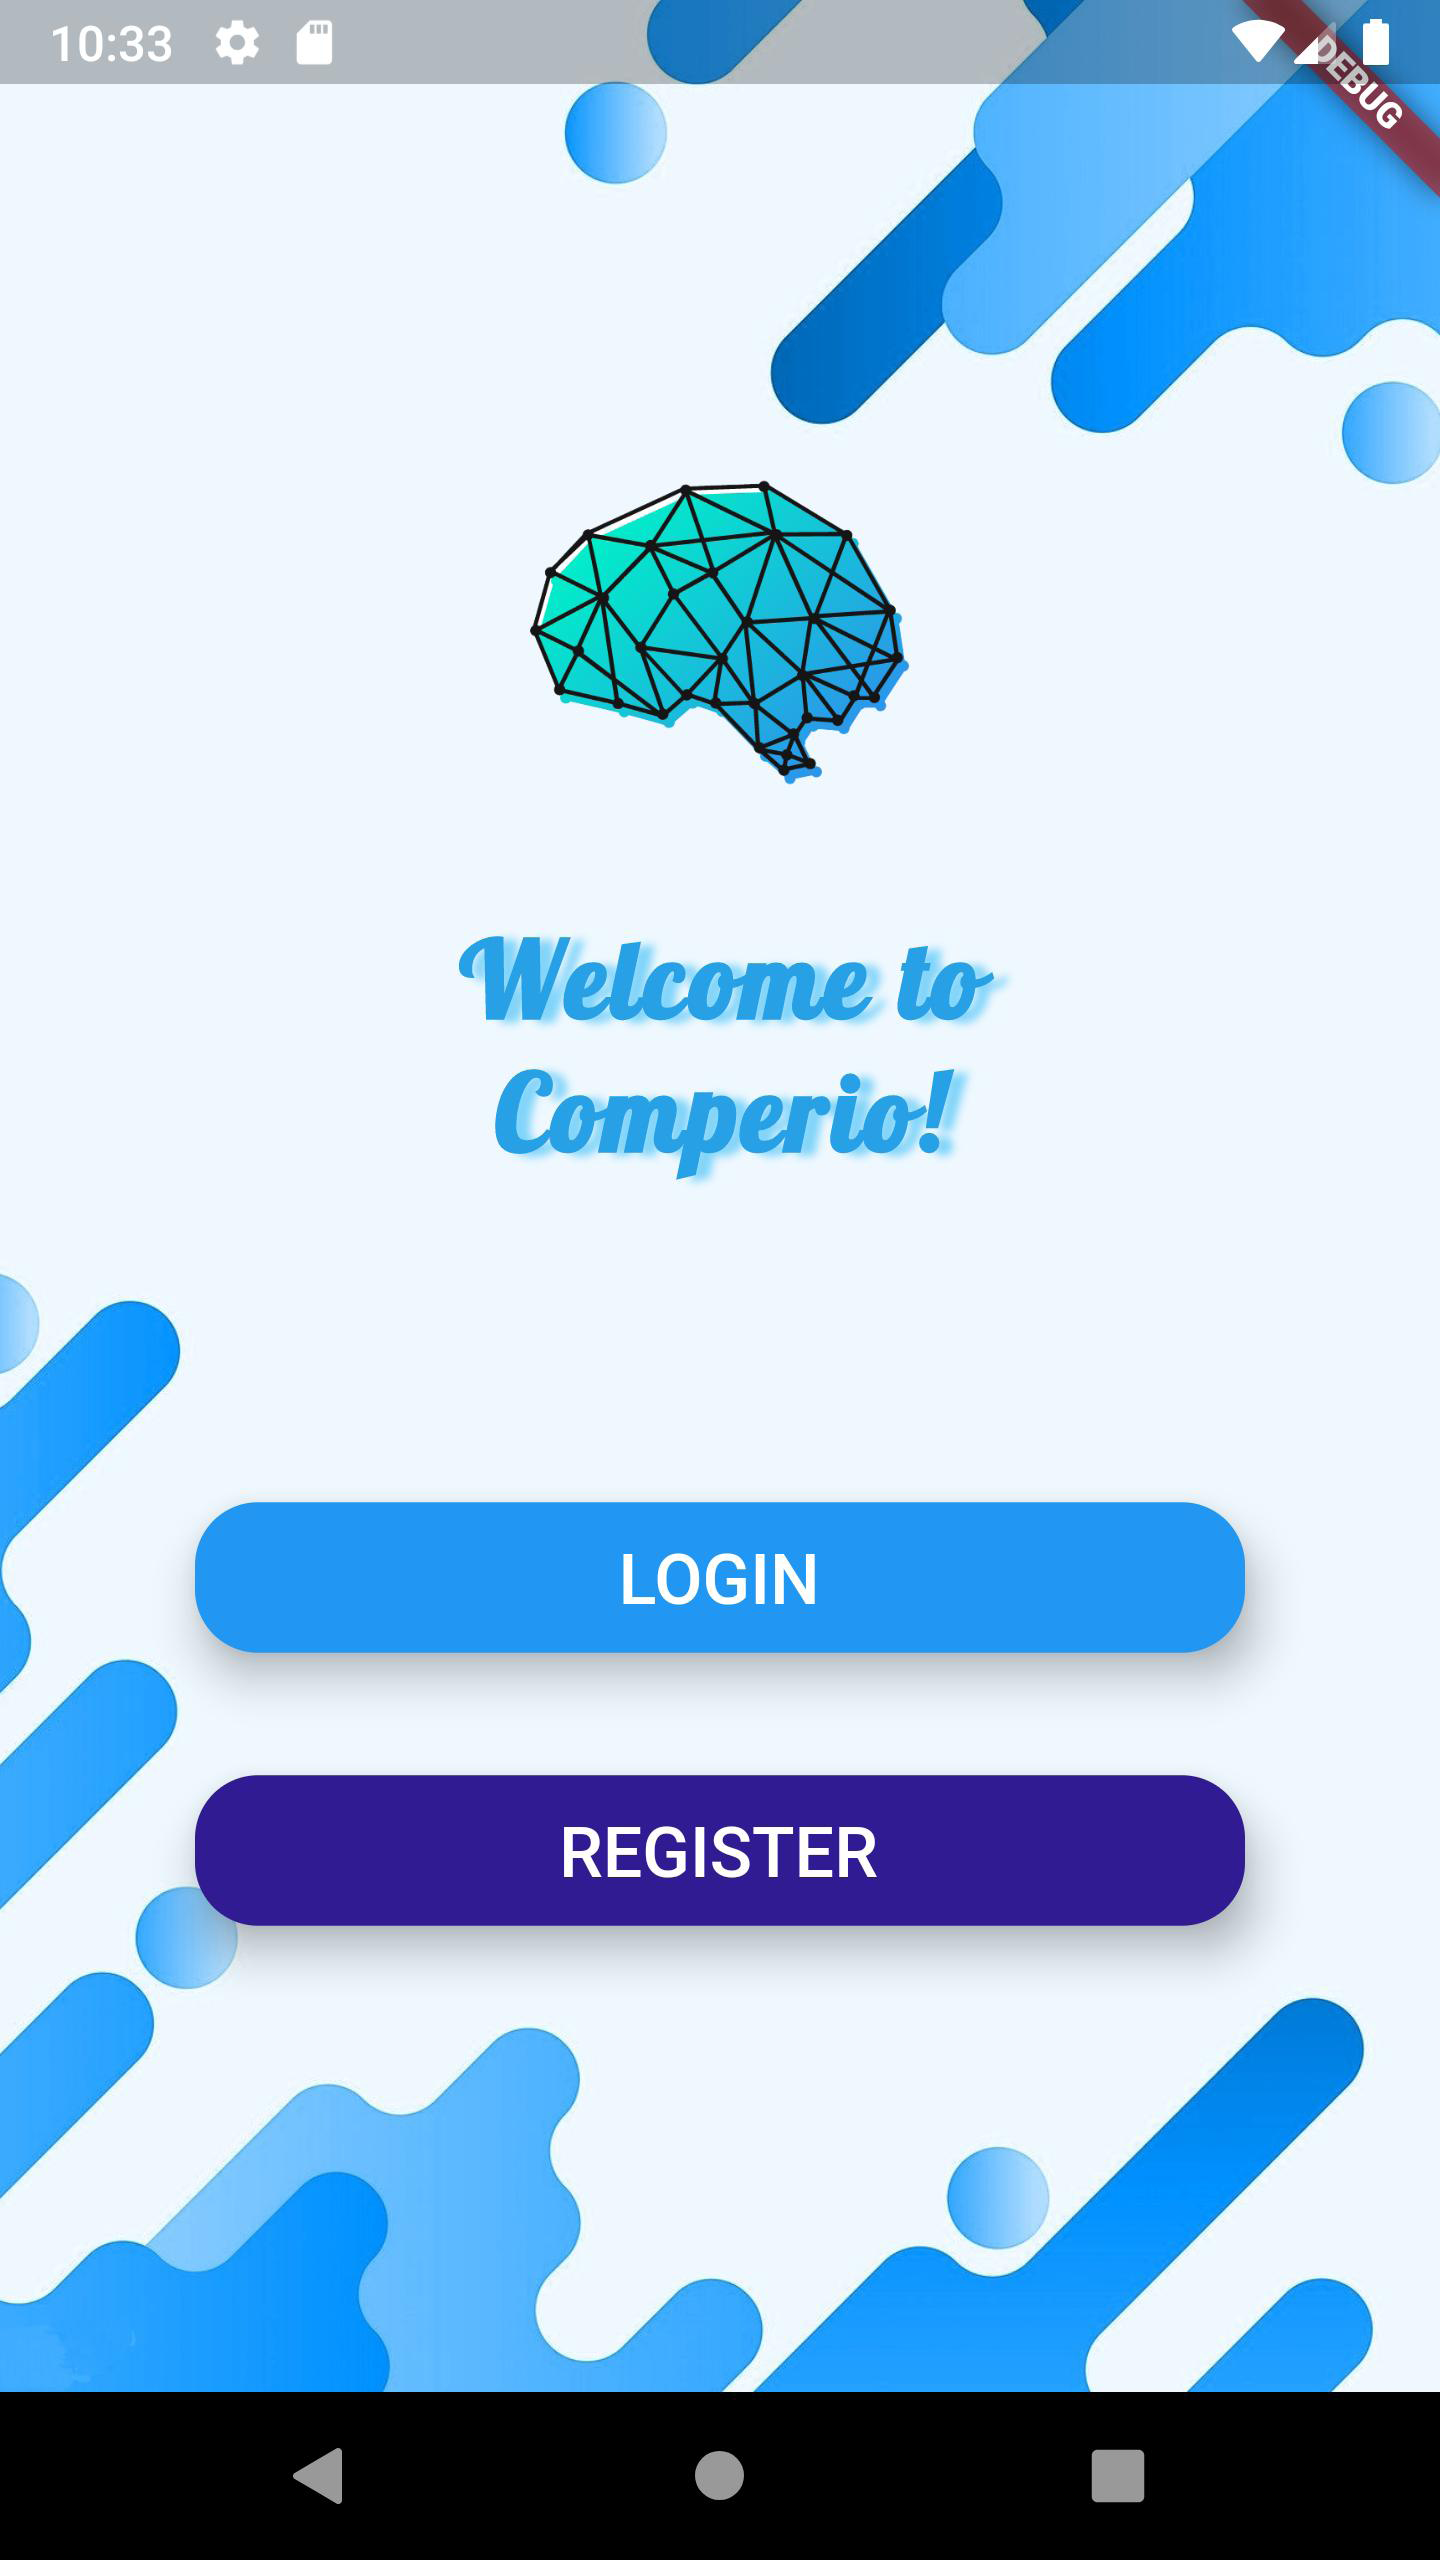 10:33
DEBUG
Welcome to
Comperio!
LOGIN
REGISTER